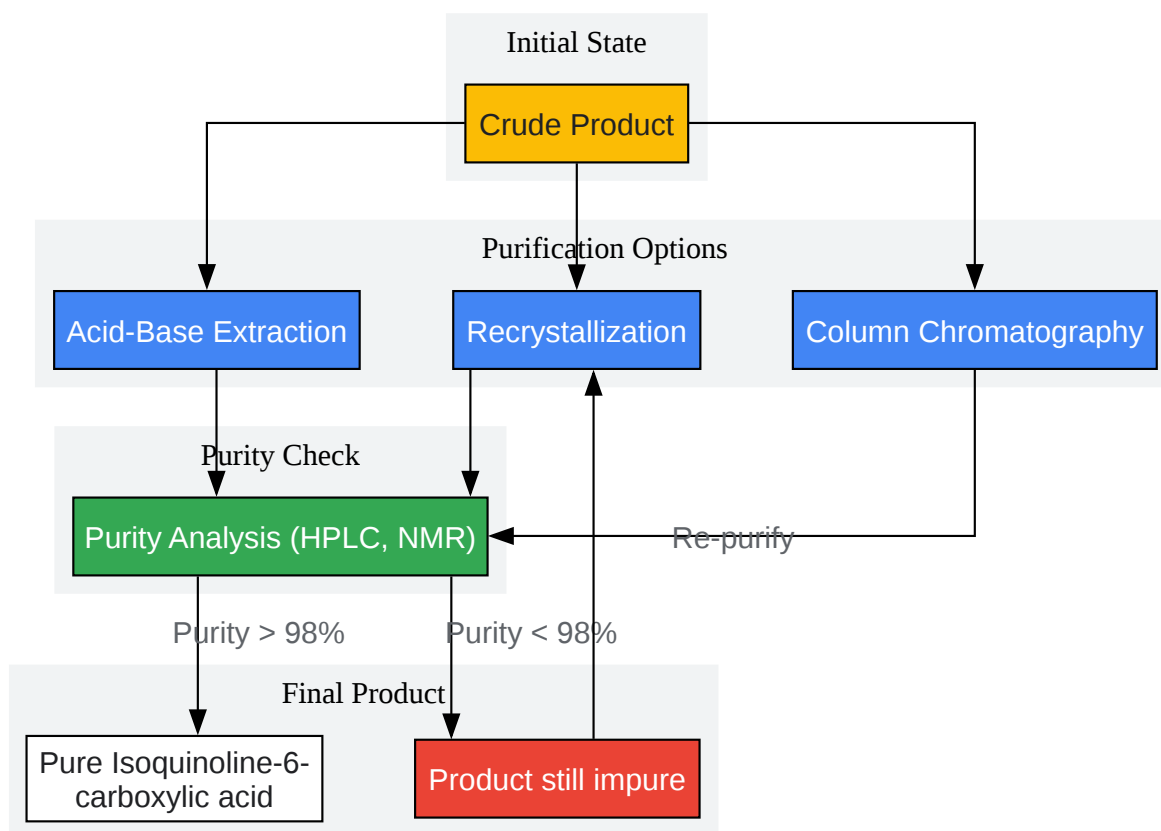 Initial State
Crude Product
Purification Options
Acid-Base Extraction
Recrystallization
Column Chromatography
Purity Check
Purity Analysis (HPLC, NMR)
Re-purify
Purity > 98%
Purity < 98%
Final Product
Pure Isoquinoline-6-
carboxylic acid
Product still impure